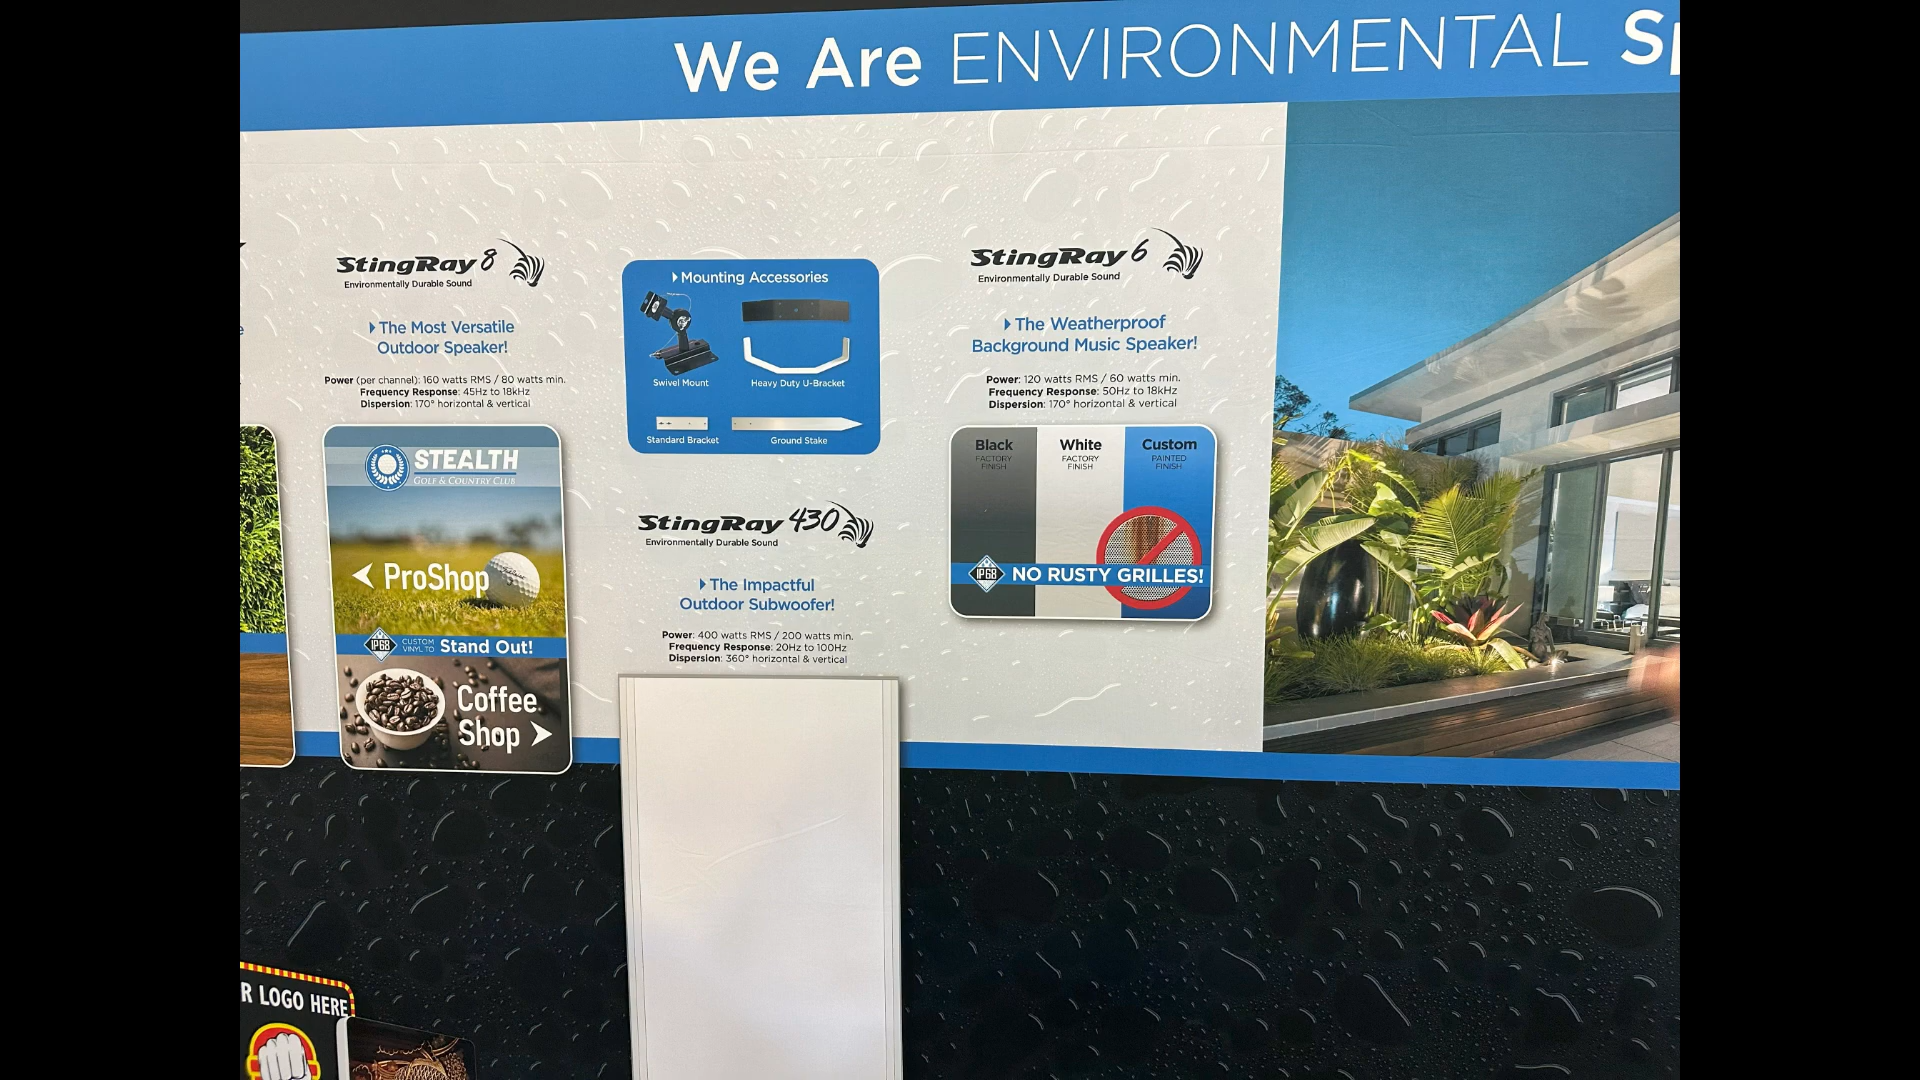 We Are ENVIRONMENTAL
StingRay 8
Environmentally Durable Sound
The Most Versatile
Outdoor Speaker!
Power (per channel): 160 watts RMS / 80 watts min.
Frequency Response: 45Hz to 18kHz
Dispersion: 170° horizontal & vertical
STEALTH
GOLF & COUNTRY CLUB
ProShop
IP68
CUSTOM
VINYL TO
Stand Out!
Coffee
Shop
Mounting Accessories
Swivel Mount
Heavy Duty U-Bracket
Standard Bracket
Ground Stake
StingRay 430
Environmentally Durable Sound
The Impactful
Outdoor Subwoofer!
Power: 400 watts RMS / 200 watts min.
Frequency Response: 20Hz to 100Hz
Dispersion: 360° horizontal & vertical
StingRay 6
Environmentally Durable Sound
The Weatherproof
Background Music Speaker!
Power: 120 watts RMS / 60 watts min.
Frequency Response: 50Hz to 18kHz
Dispersion: 170° horizontal & vertical
Black
FACTORY
FINISH
White
FACTORY
FINISH
Custom
PAINTED
FINISH
IP68
NO RUSTY GRILLES!
R LOGO HERE